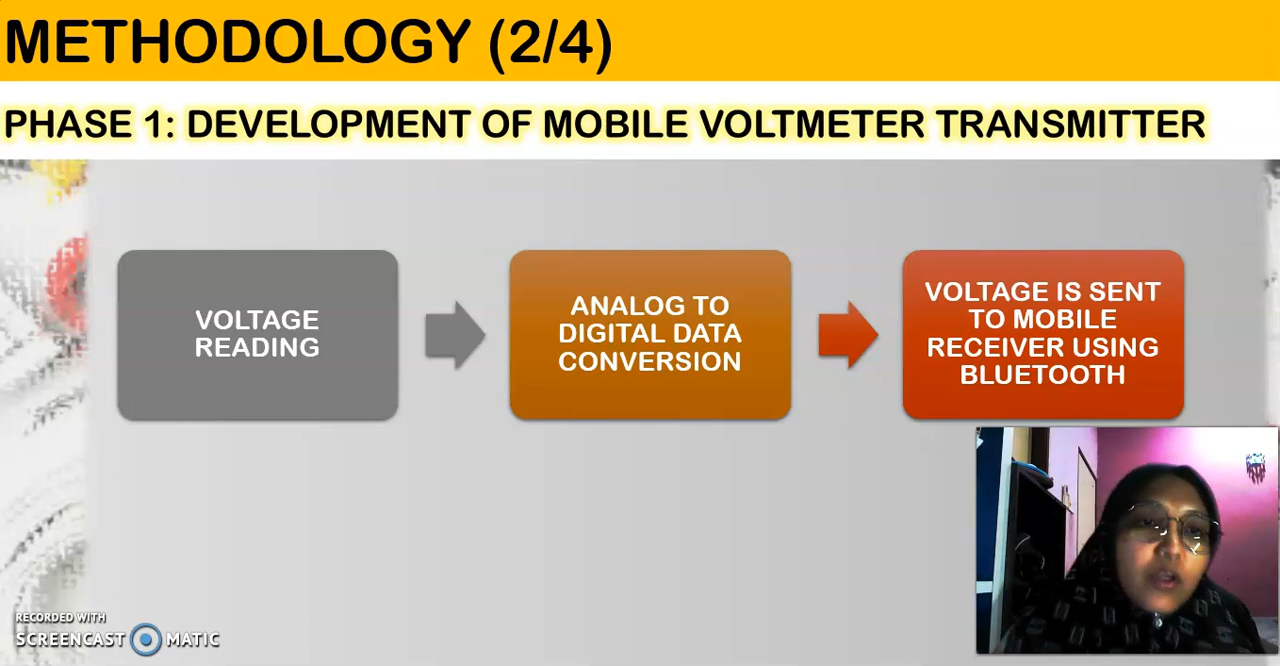 METHODOLOGY (2/4)
PHASE 1: DEVELOPMENT OF MOBILE VOLTMETER TRANSMITTER
VOLTAGE
READING
ANALOG TO
DIGITAL DATA
CONVERSION
VOLTAGE IS SENT
TO MOBILE
RECEIVER USING
BLUETOOTH
RECORDED WITH
SCREENCAST MATIC